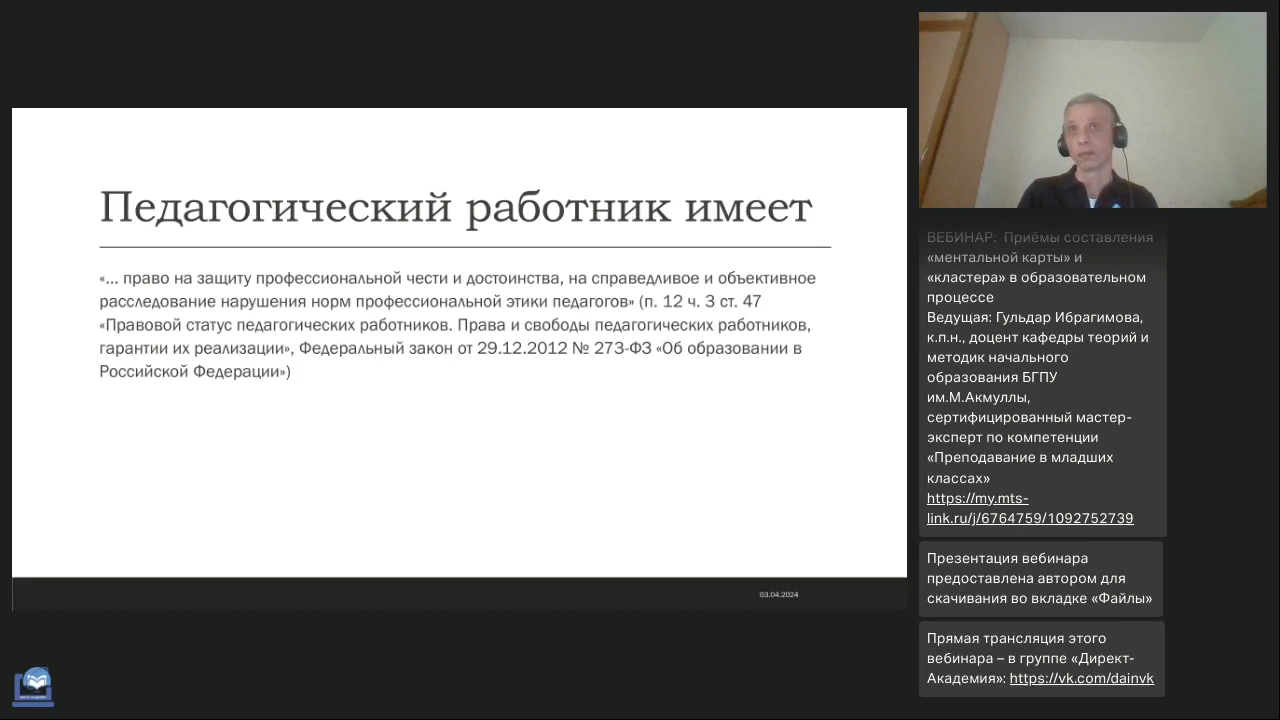 Педагогический работник имеет
«... право на защиту профессиональной чести и достоинства, на справедливое и объективное
расследование нарушения норм профессиональной этики педагогов» (п. 12 ч. 3 ст. 47
«Правовой статус педагогических работников. Права и свободы педагогических работников,
гарантии их реализации», Федеральный закон от 29.12.2012 № 273-ФЗ «Об образовании в
Российской Федерации»)
03.04.2024
ВЕБИНАР: Приёмы составления
«ментальной карты» и
«кластера» в образовательном
процессе
Ведущая: Гульдар Ибрагимова,
к.п.н., доцент кафедры теорий и
методик начального
образования БГПУ
им.М.Акмуллы,
сертифицированный мастер-
эксперт по компетенции
«Преподавание в младших
классах»
https://my.mts-
link.ru/j/6764759/1092752739
Презентация вебинара
предоставлена автором для
скачивания во вкладке «Файлы»
Прямая трансляция этого
вебинара – в группе «Директ-
Академия»: https://vk.com/dainvk